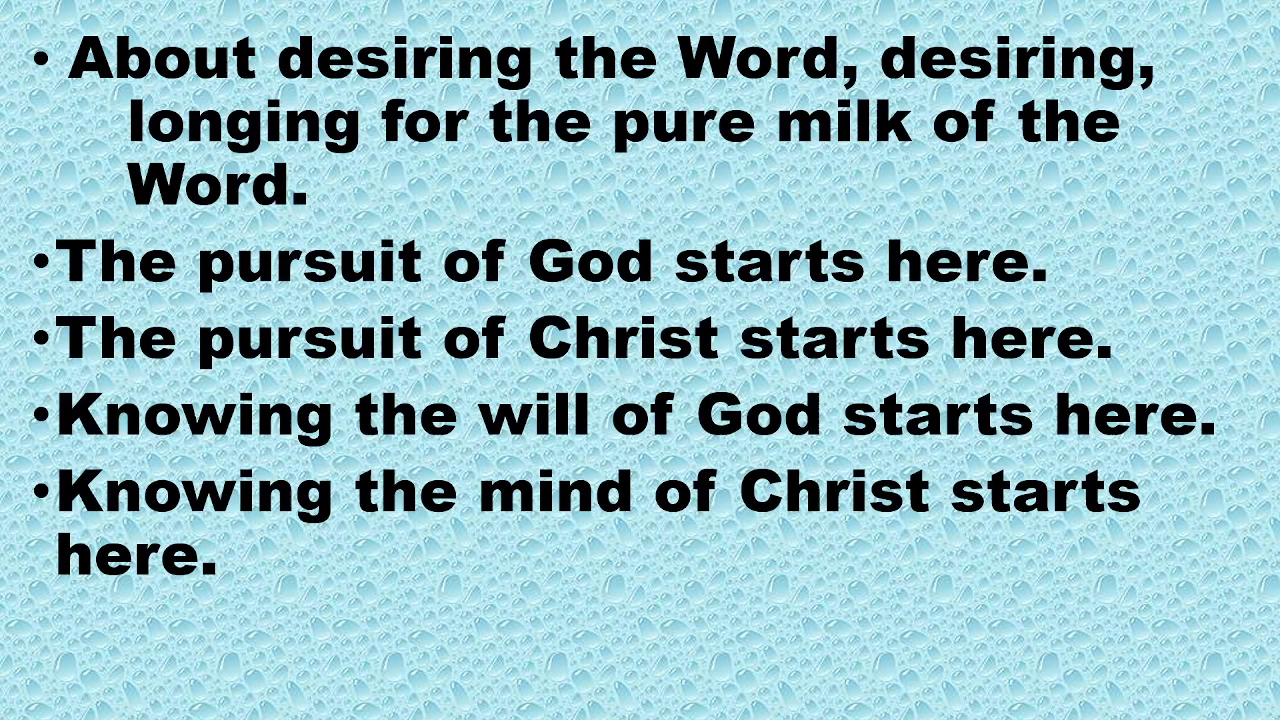 • About desiring the Word, desiring,
longing for the pure milk of the
Word.
•The pursuit of God starts here.
•The pursuit of Christ starts here.
•Knowing the will of God starts here.
•Knowing the mind of Christ starts
here.